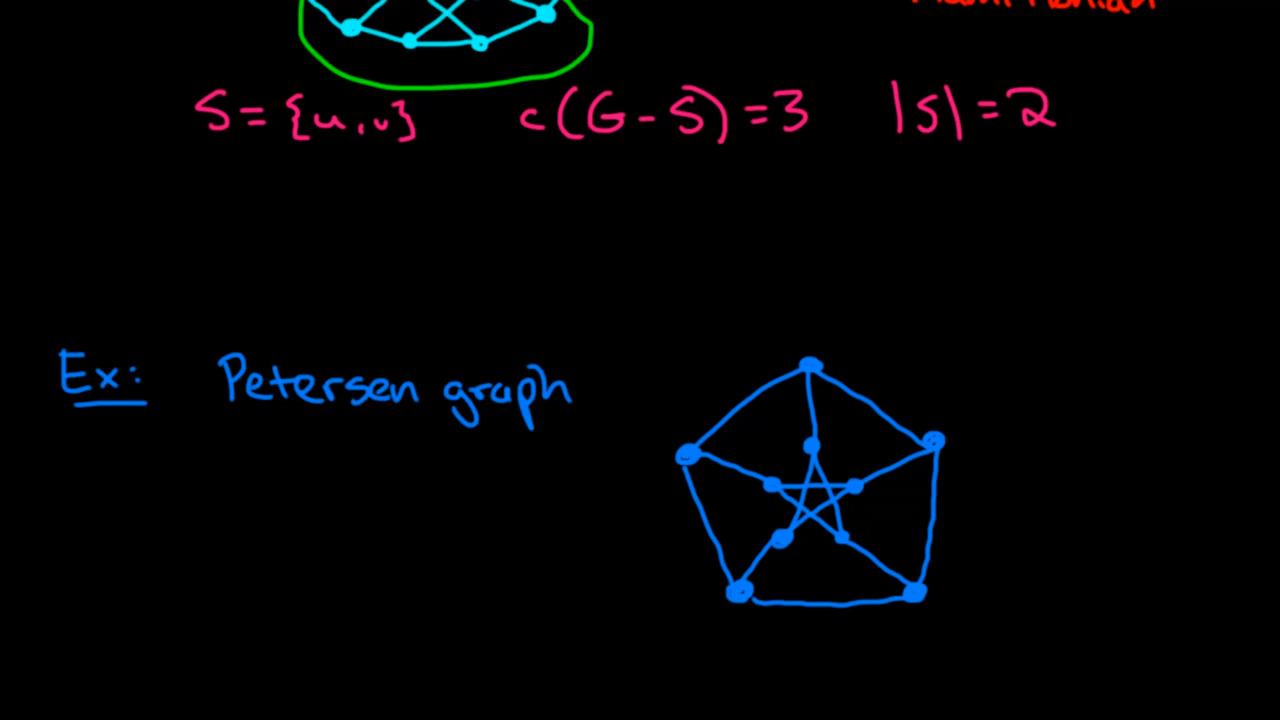 S = {u,v} c(G-S)=3 |S|=2
Ex: Petersen graph